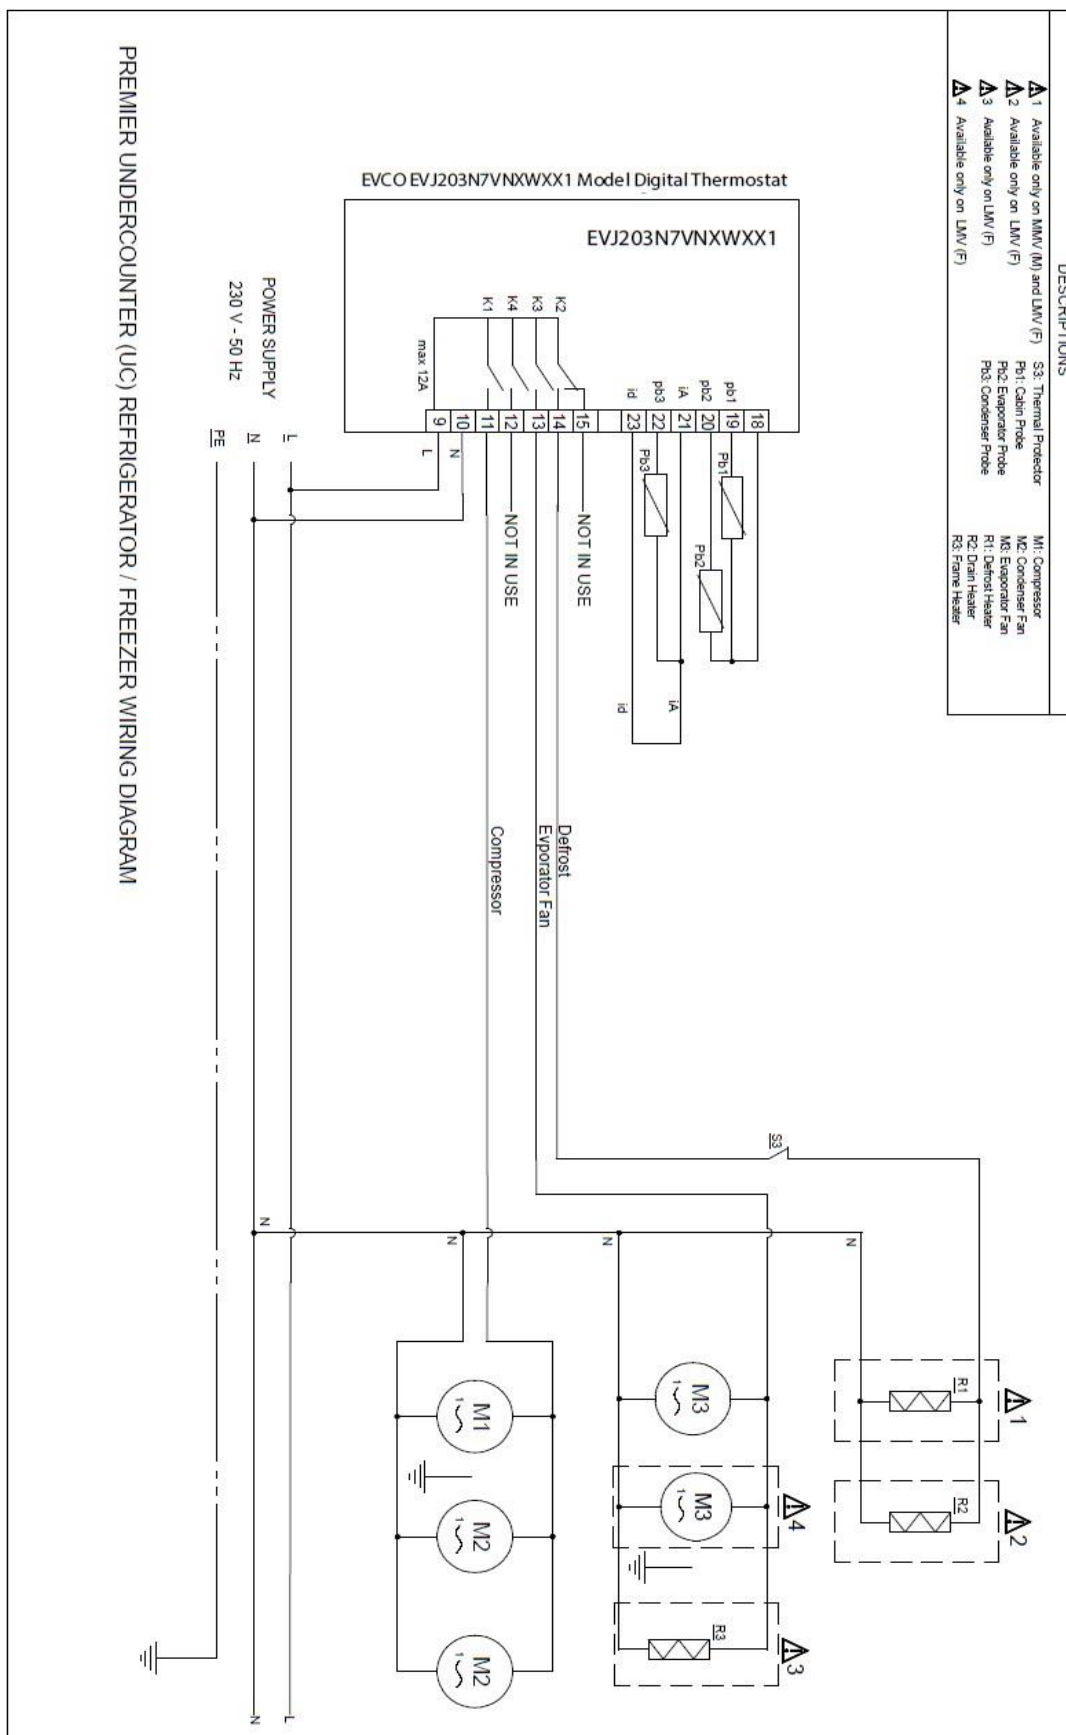 DESCRIPTIONS
1 Available only on MMV (M) and LMV (F)
2 Available only on LMV (F)
3 Available only on LMV (F)
4 Available only on LMV (F)
S3: Thermal Protector
Pb1: Cabin Probe
Pb2: Evaporator Probe
Pb3: Condenser Probe
M1: Compressor
M2: Condenser Fan
M3: Evaporator Fan
R1: Defrost Heater
R2: Drain Heater
R3: Frame Heater
EVCO EVJ203N7VNXWXX1 Model Digital Thermostat
EVJ203N7VNXWXX1
K1
K4
K3
K2
max 12A
id
pb3
iA
pb2
pb1
9
10
11
12
13
14
15
23
22
21
20
19
18
L
N
NOT IN USE
NOT IN USE
Pb3
Pb1
Pb2
id
iA
POWER SUPPLY
230 V - 50 Hz
L
N
PE
Defrost
Evporator Fan
Compressor
S3
N
N
N
N
R1
1
R2
2
M3
1
M3
1
4
R3
3
M1
1
M2
1
M2
1
N
L
PREMIER UNDERCOUNTER (UC) REFRIGERATOR / FREEZER WIRING DIAGRAM